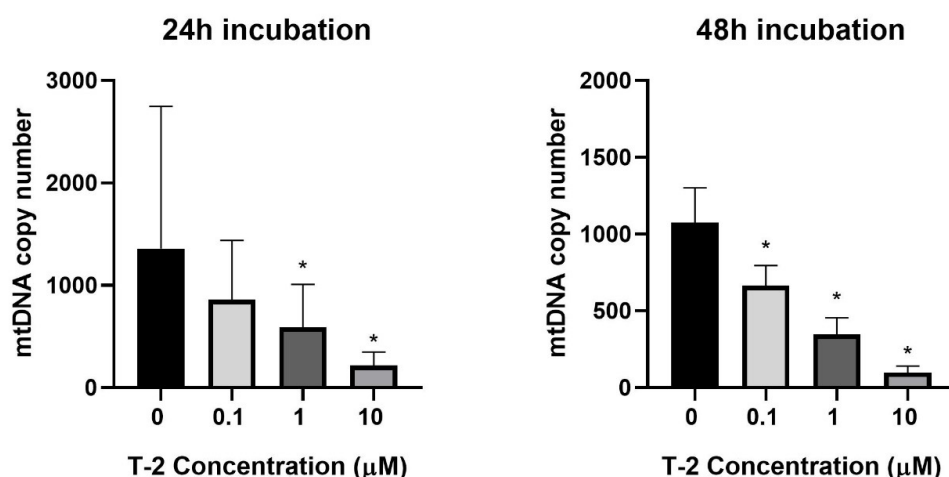 24h incubation
mtDNA copy number
3000
2000
1000
0
*
*
0 0.1 1 10
T-2 Concentration (µM)
48h incubation
mtDNA copy number
2000
1500
1000
500
0
*
*
*
0 0.1 1 10
T-2 Concentration (µM)